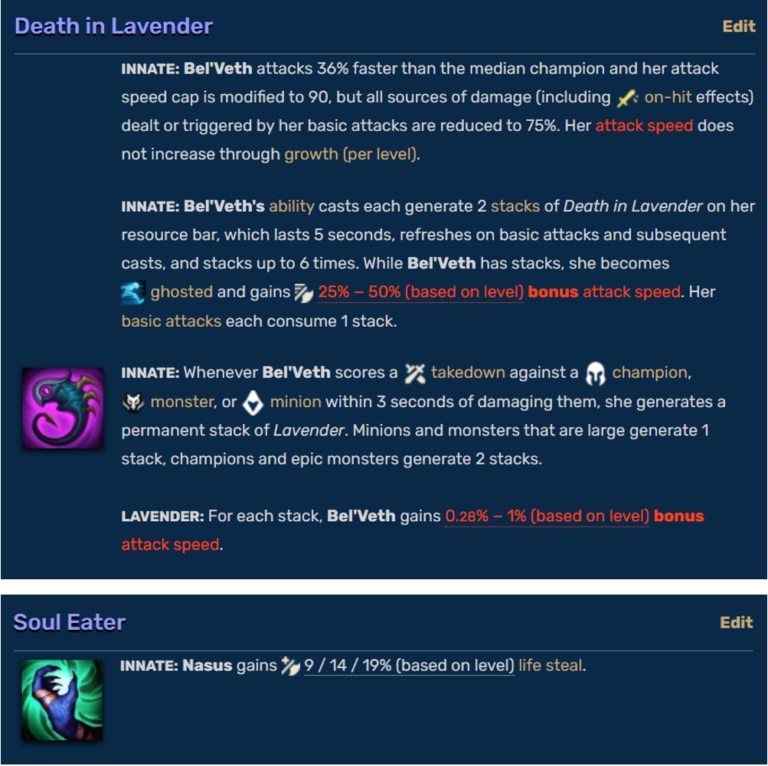 Death in Lavender
Edit
INNATE: Bel'Veth attacks 36% faster than the median champion and her attack
speed cap is modified to 90, but all sources of damage (including on-hit effects)
dealt or triggered by her basic attacks are reduced to 75%. Her attack speed does
not increase through growth (per level).
INNATE: Bel'Veth's ability casts each generate 2 stacks of Death in Lavender on her
resource bar, which lasts 5 seconds, refreshes on basic attacks and subsequent
casts, and stacks up to 6 times. While Bel'Veth has stacks, she becomes
ghosted and gains 25% – 50% (based on level) bonus attack speed. Her
basic attacks each consume 1 stack.
INNATE: Whenever Bel'Veth scores a takedown against a champion,
monster, or minion within 3 seconds of damaging them, she generates a
permanent stack of Lavender. Minions and monsters that are large generate 1
stack, champions and epic monsters generate 2 stacks.
LAVENDER: For each stack, Bel'Veth gains 0.28% – 1% (based on level) bonus
attack speed.
Soul Eater
Edit
INNATE: Nasus gains 9 / 14 / 19% (based on level) life steal.